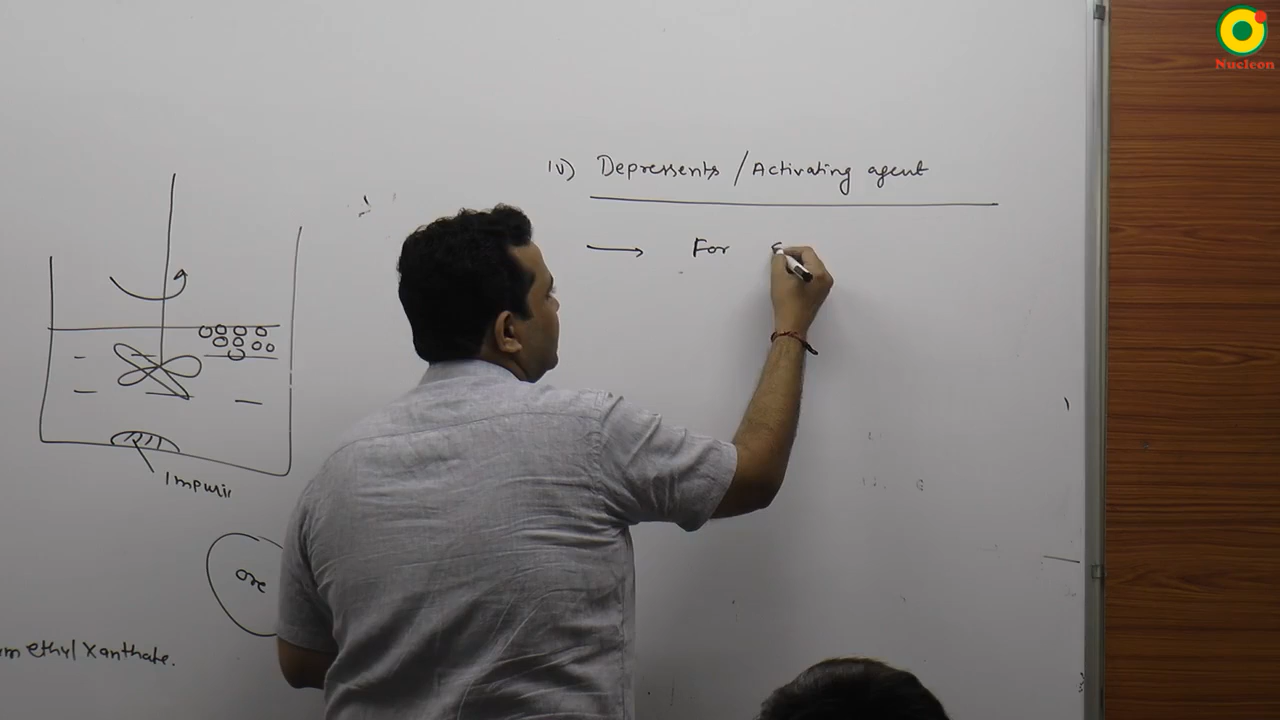 Nucleon
iv) Depressents / Activating agent
→ For
Impuri
ore
ethyl Xanthate.